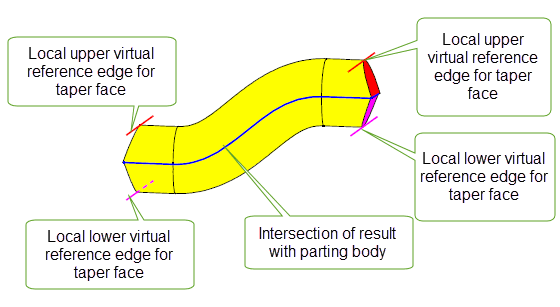 Local upper virtual
reference edge for
taper face
Local upper
virtual reference
edge for taper
face
Local lower virtual
reference edge for
taper face
Local lower virtual
reference edge for
taper face
Intersection of result
with parting body